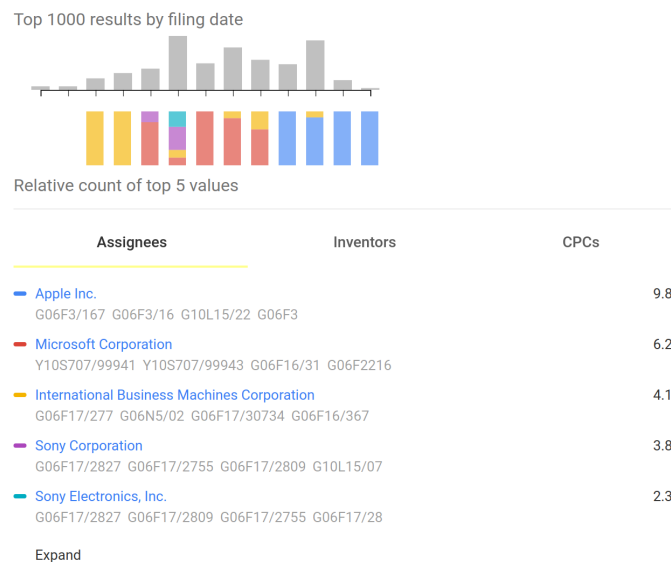 Top 1000 results by filing date
Relative count of top 5 values
Assignees Inventors CPCs
Apple Inc. 9.8
G06F3/167 G06F3/16 G10L15/22 G06F3
Microsoft Corporation 6.2
Y10S707/99941 Y10S707/99943 G06F16/31 G06F2216
International Business Machines Corporation 4.1
G06F17/277 G06N5/02 G06F17/30734 G06F16/367
Sony Corporation 3.8
G06F17/2827 G06F17/2755 G06F17/2809 G10L15/07
Sony Electronics, Inc. 2.3
G06F17/2827 G06F17/2809 G06F17/2755 G06F17/28
Expand